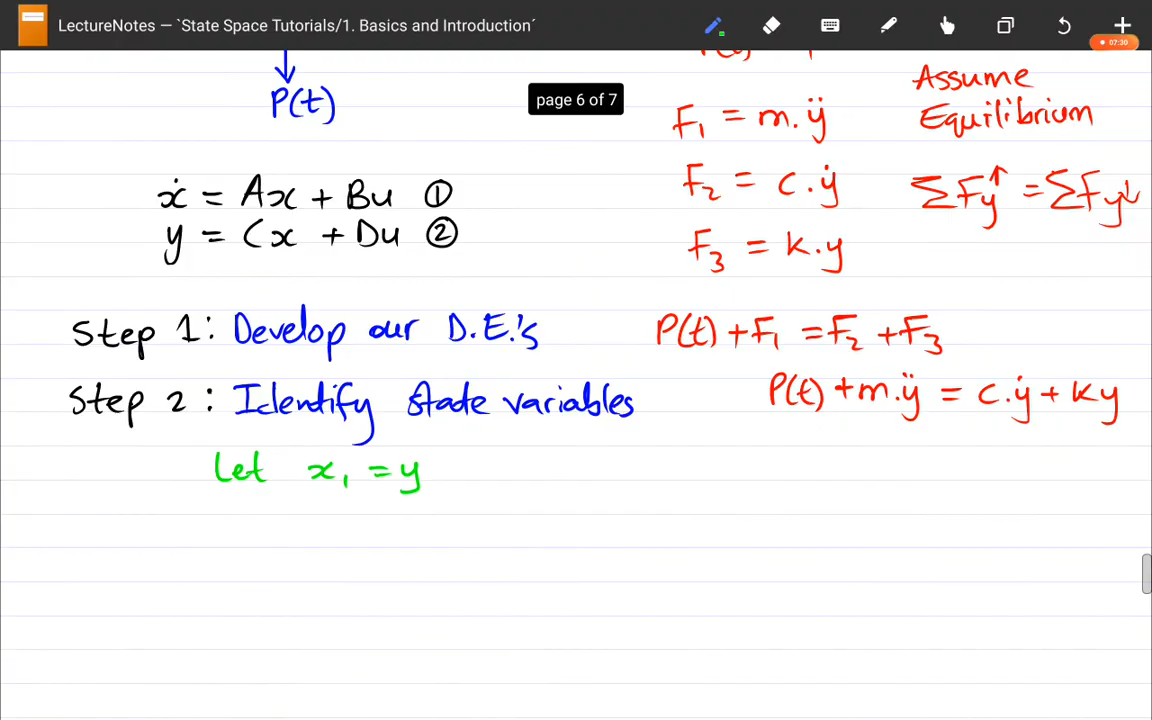 LectureNotes — `State Space Tutorials/1. Basics and Introduction´
07:30
page 6 of 7
P(t)
Assume
Equilibrium
F₁ = m.ÿ
F₂ = c.ẏ
F₃ = k.y
ΣFy↑ = ΣFy↓
ẋ = Ax + Bu ①
y = Cx + Du ②
Step 1: Develop our D.E.'s
P(t) + F₁ = F₂ + F₃
Step 2: Identify state variables
P(t) + m.ÿ = c.ẏ + ky
Let x₁ = y